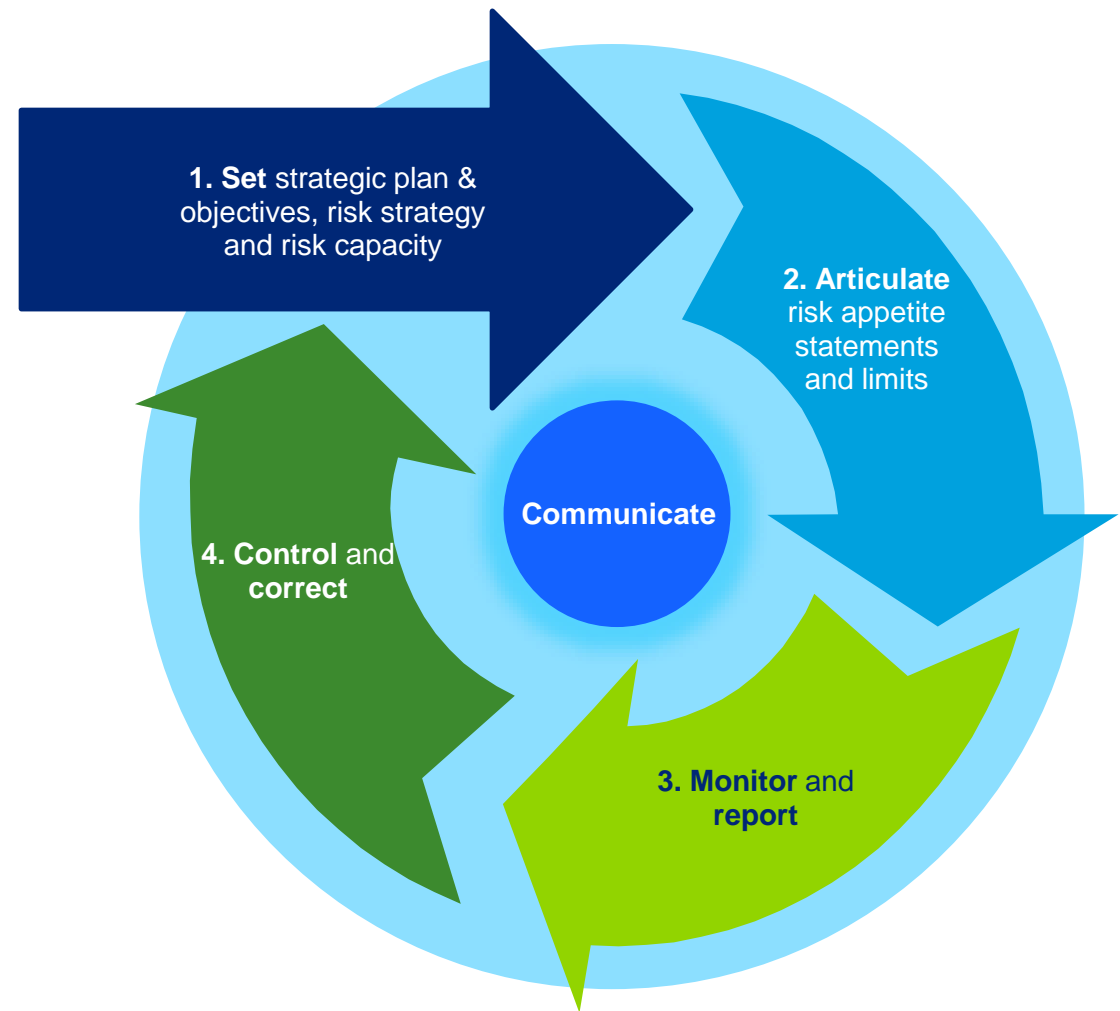 1. Set strategic plan &
objectives, risk strategy
and risk capacity
2. Articulate
risk appetite
statements
and limits
Communicate
4. Control and
correct
3. Monitor and
report